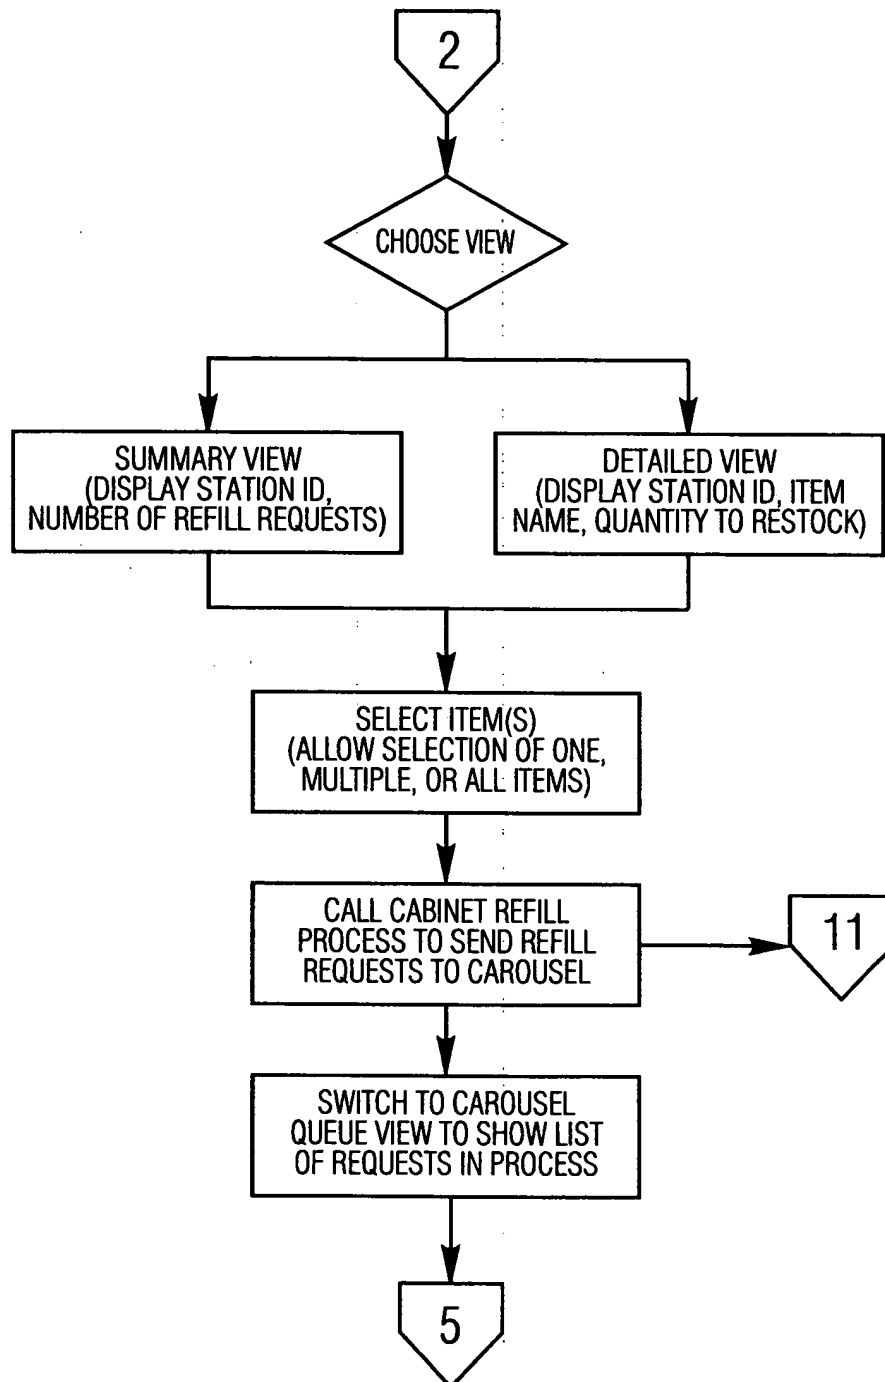 2
CHOOSE VIEW
SUMMARY VIEW
(DISPLAY STATION ID,
NUMBER OF REFILL REQUESTS)
DETAILED VIEW
(DISPLAY STATION ID, ITEM
NAME, QUANTITY TO RESTOCK)
SELECT ITEM(S)
(ALLOW SELECTION OF ONE,
MULTIPLE, OR ALL ITEMS)
CALL CABINET REFILL
PROCESS TO SEND REFILL
REQUESTS TO CAROUSEL
11
SWITCH TO CAROUSEL
QUEUE VIEW TO SHOW LIST
OF REQUESTS IN PROCESS
5